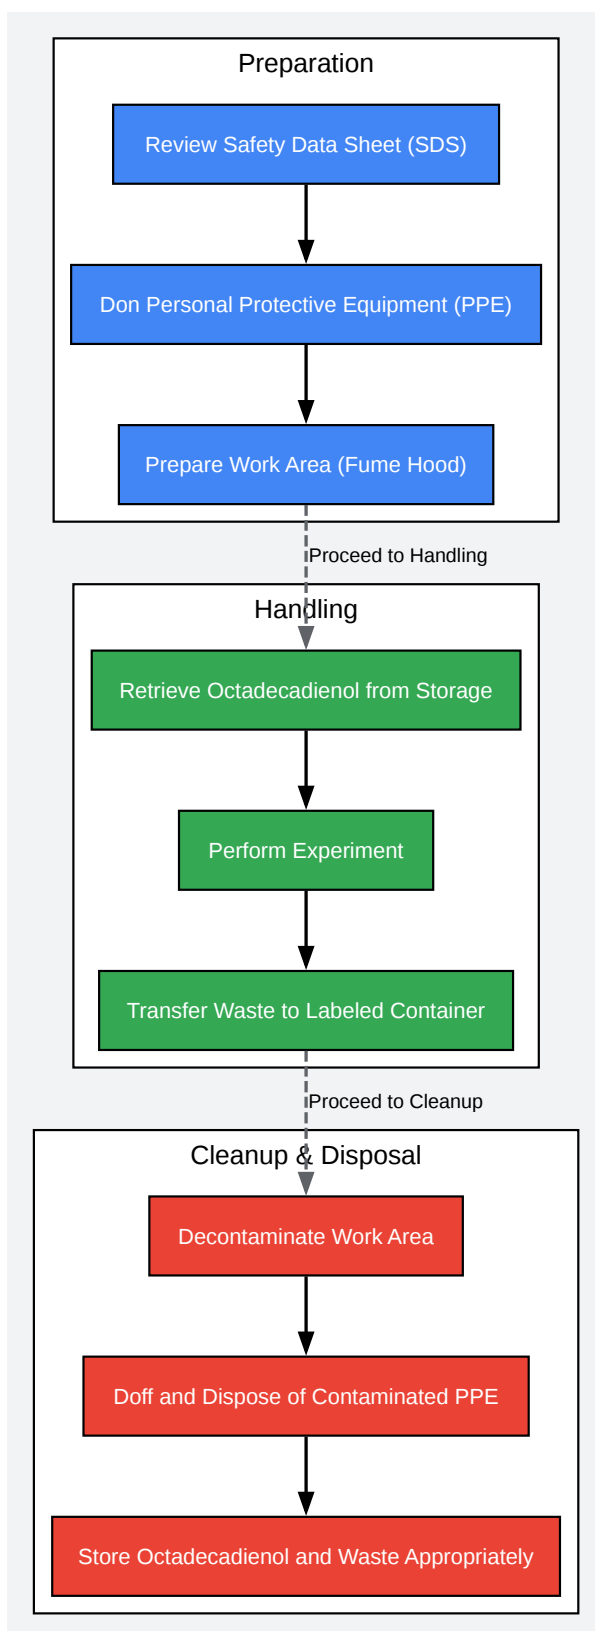 Preparation
Review Safety Data Sheet (SDS)
Don Personal Protective Equipment (PPE)
Prepare Work Area (Fume Hood)
Proceed to Handling
Handling
Retrieve Octadecadienol from Storage
Perform Experiment
Transfer Waste to Labeled Container
Proceed to Cleanup
Cleanup & Disposal
Decontaminate Work Area
Doff and Dispose of Contaminated PPE
Store Octadecadienol and Waste Appropriately